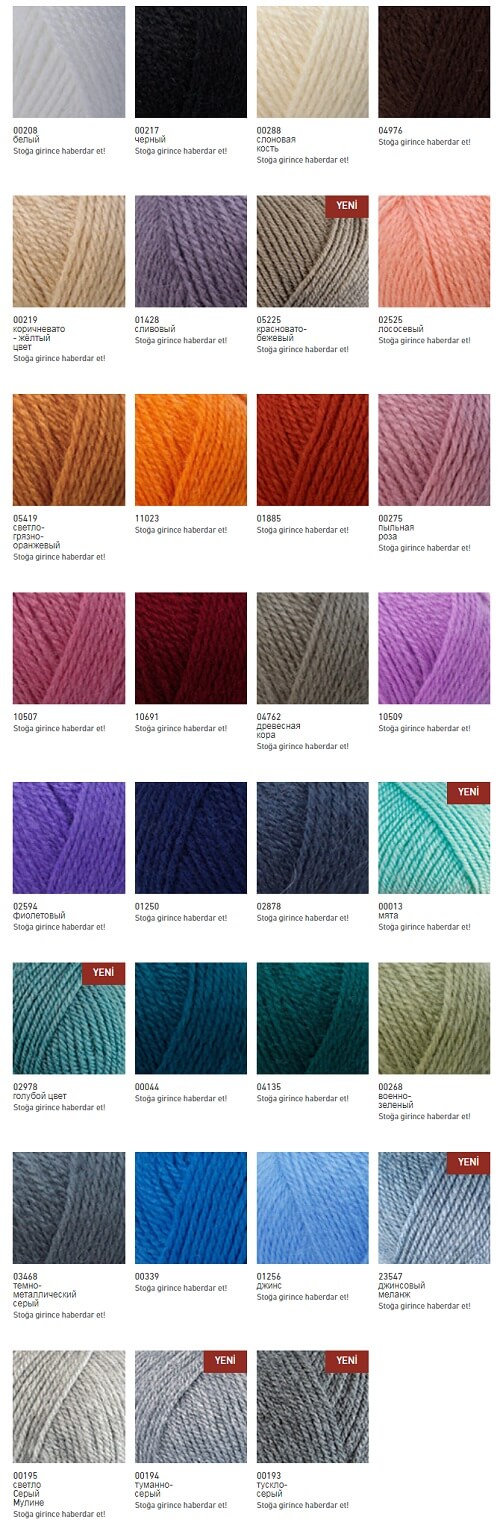 00208
белый
Stoğa girince haberdar et!
00217
черный
Stoğa girince haberdar et!
00288
слоновая
кость
Stoğa girince haberdar et!
04976
Stoğa girince haberdar et!
00219
коричневато
- жёлтый
цвет
Stoğa girince haberdar et!
01428
сливовый
Stoğa girince haberdar et!
YENİ
05225
красновато-
бежевый
Stoğa girince haberdar et!
02525
лососевый
Stoğa girince haberdar et!
05419
светло-
грязно-
оранжевый
Stoğa girince haberdar et!
11023
Stoğa girince haberdar et!
01885
Stoğa girince haberdar et!
00275
пыльная
роза
Stoğa girince haberdar et!
10507
Stoğa girince haberdar et!
10691
Stoğa girince haberdar et!
04762
древесная
кора
Stoğa girince haberdar et!
10509
Stoğa girince haberdar et!
02594
фиолетовый
Stoğa girince haberdar et!
01250
Stoğa girince haberdar et!
02878
Stoğa girince haberdar et!
YENİ
00013
мята
Stoğa girince haberdar et!
YENİ
02978
голубой цвет
Stoğa girince haberdar et!
00044
Stoğa girince haberdar et!
04135
Stoğa girince haberdar et!
00268
военно-
зеленый
Stoğa girince haberdar et!
03468
темно-
металлический
серый
Stoğa girince haberdar et!
00339
Stoğa girince haberdar et!
01256
джинс
Stoğa girince haberdar et!
YENİ
23547
джинсовый
меланж
Stoğa girince haberdar et!
00195
светло
Серый
Мулине
Stoğa girince haberdar et!
YENİ
00194
туманно-
серый
Stoğa girince haberdar et!
YENİ
00193
тускло-
серый
Stoğa girince haberdar et!